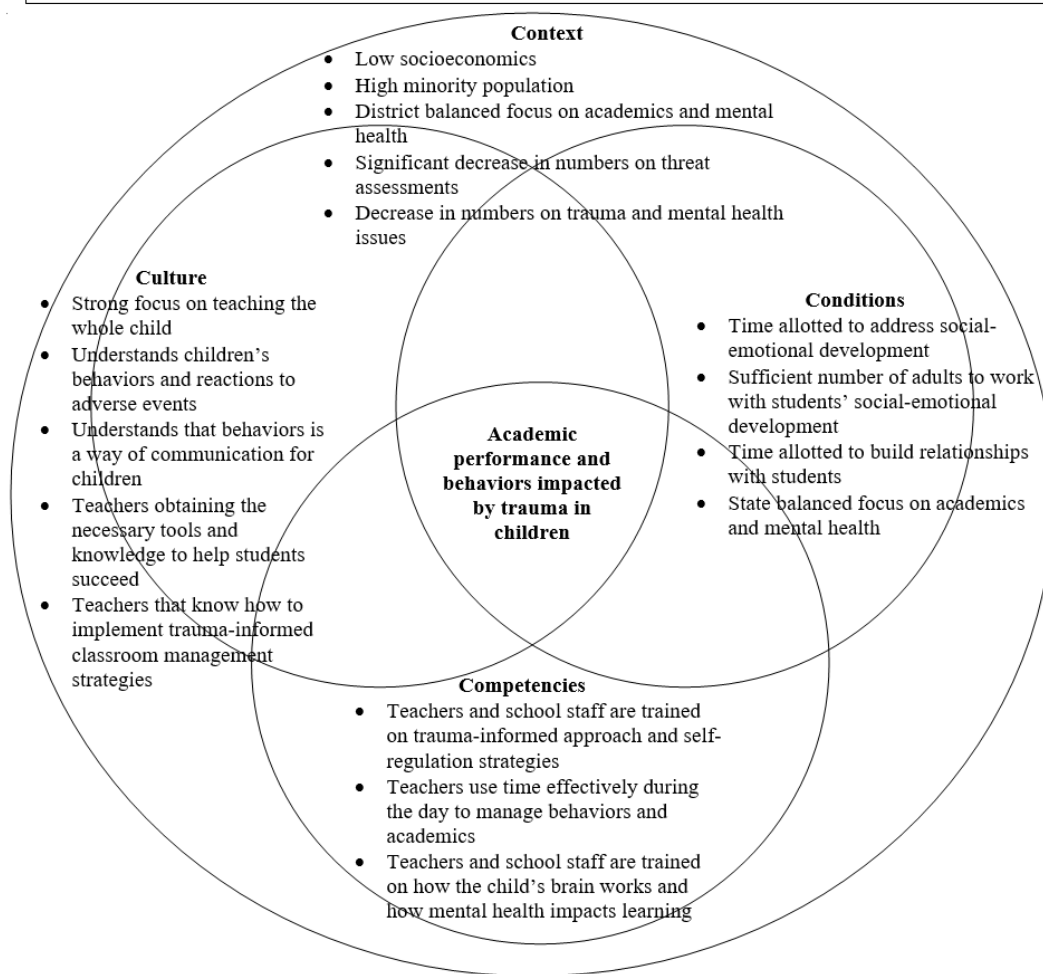 Context
• Low socioeconomics
• High minority population
• District balanced focus on academics and mental
health
• Significant decrease in numbers on threat
assessments
• Decrease in numbers on trauma and mental health
issues
Culture
• Strong focus on teaching the
whole child
• Understands children’s
behaviors and reactions to
adverse events
• Understands that behaviors is
a way of communication for
children
• Teachers obtaining the
necessary tools and
knowledge to help students
succeed
• Teachers that know how to
implement trauma-informed
classroom management
strategies
Conditions
• Time allotted to address social-
emotional development
• Sufficient number of adults to work
with students’ social-emotional
development
• Time allotted to build relationships
with students
• State balanced focus on academics
and mental health
Academic
performance and
behaviors impacted
by trauma in
children
Competencies
• Teachers and school staff are trained
on trauma-informed approach and self-
regulation strategies
• Teachers use time effectively during
the day to manage behaviors and
academics
• Teachers and school staff are trained
on how the child’s brain works and
how mental health impacts learning